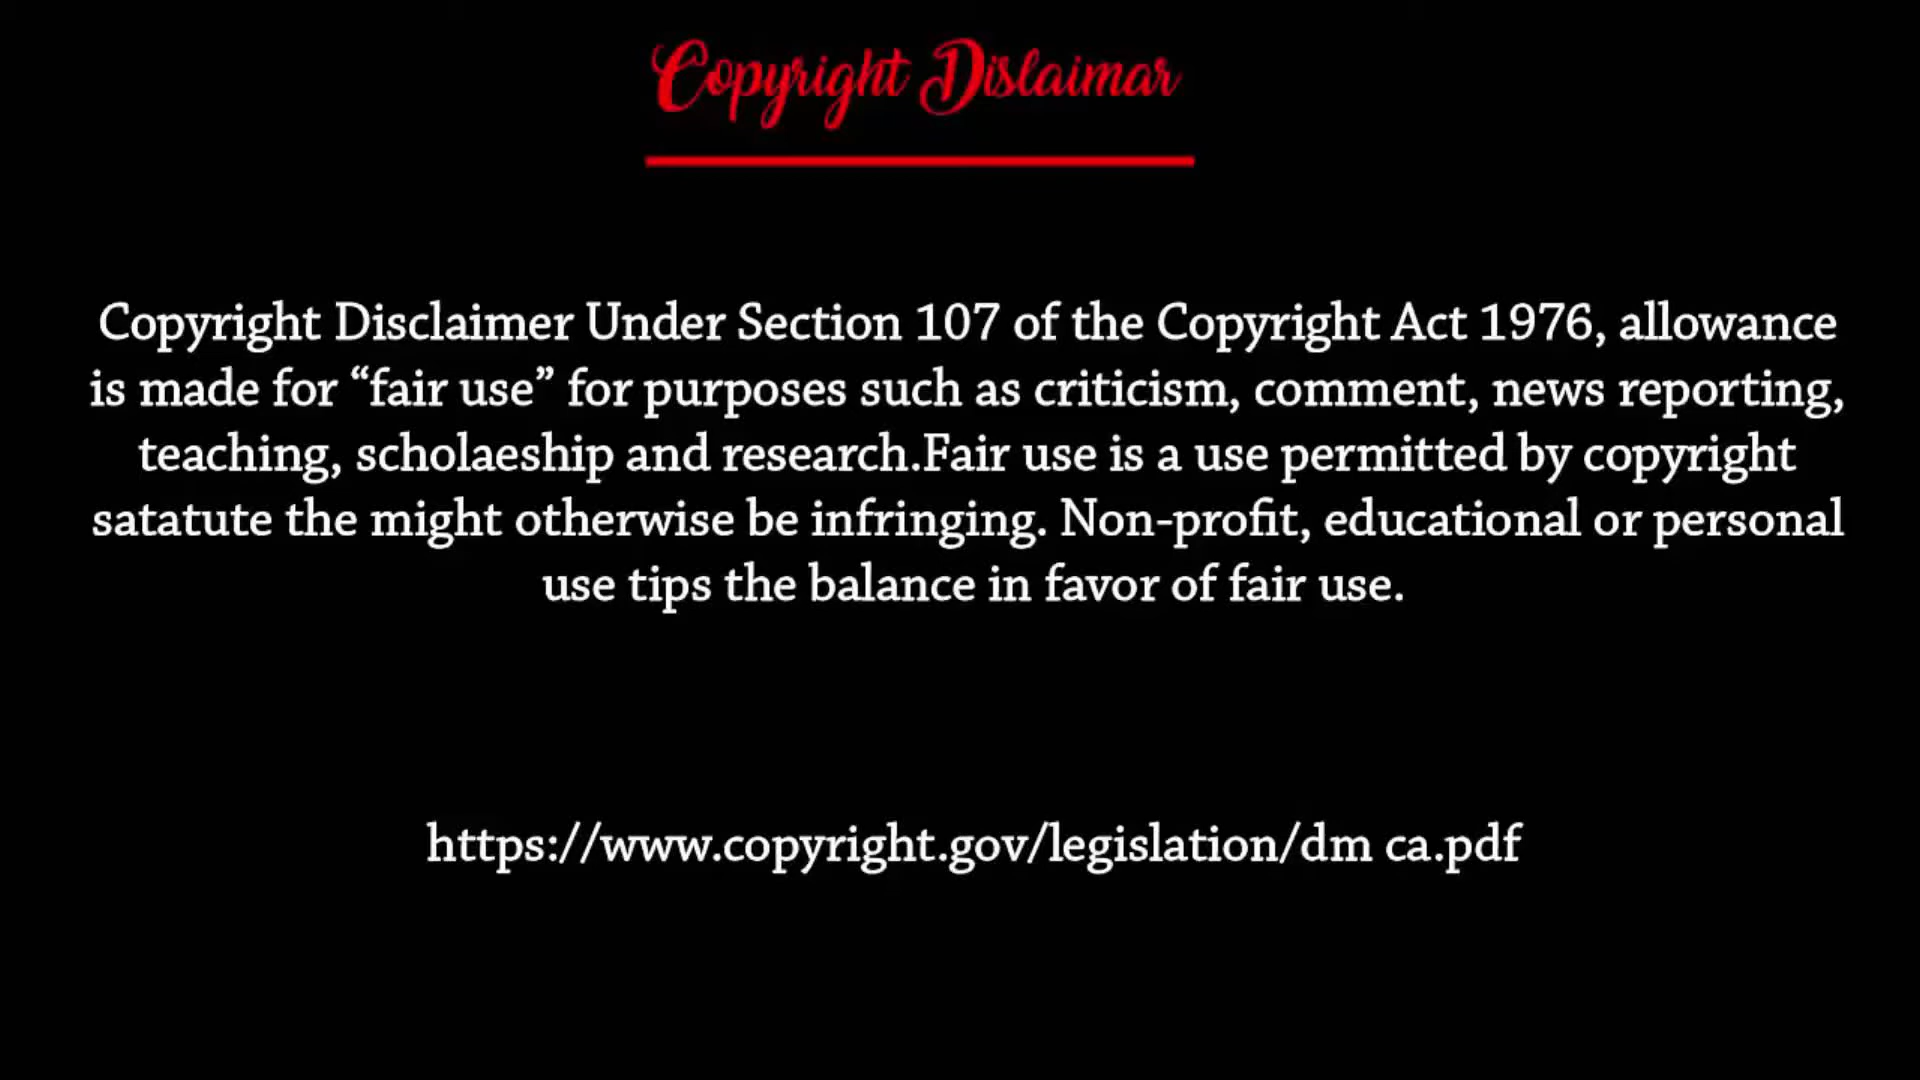 Copyright Dislaimar
Copyright Disclaimer Under Section 107 of the Copyright Act 1976, allowance
is made for “fair use” for purposes such as criticism, comment, news reporting,
teaching, scholaeship and research.Fair use is a use permitted by copyright
satatute the might otherwise be infringing. Non-profit, educational or personal
use tips the balance in favor of fair use.
https://www.copyright.gov/legislation/dm ca.pdf